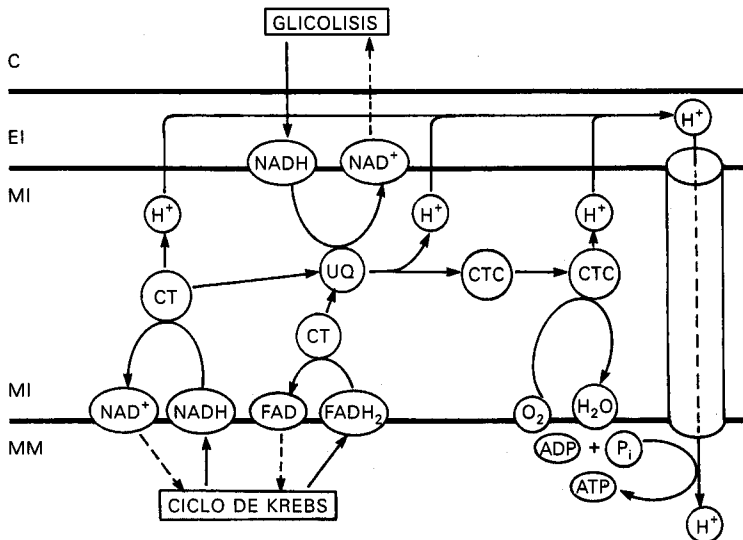 GLICOLISIS
C
EI
H⁺
NADH NAD⁺
MI
H⁺ H⁺ H⁺
CT UQ CTC CTC
CT
MI
NAD⁺ NADH FAD FADH₂ O₂ H₂O
MM
ADP + Pᵢ
ATP
CICLO DE KREBS
H⁺